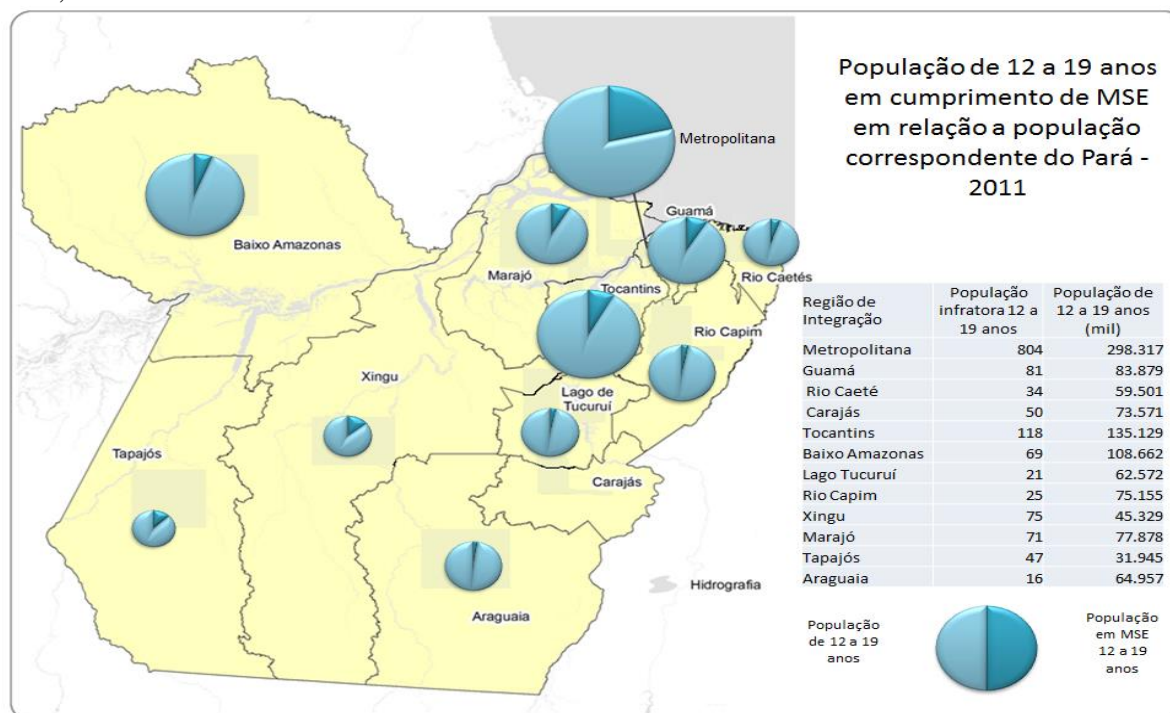 População de 12 a 19 anos
em cumprimento de MSE
em relação a população
correspondente do Pará -
2011
Metropolitana
Guamá
Baixo Amazonas
Marajó
Rio Caetés
Tocantins
Rio Capim
Xingu
Lago de
Tucuruí
Tapajós
Carajás
Hidrografia
Araguaia
Região de Integração População infratora 12 a 19 anos População de 12 a 19 anos (mil)
Metropolitana 804 298.317
Guamá 81 83.879
Rio Caeté 34 59.501
Carajás 50 73.571
Tocantins 118 135.129
Baixo Amazonas 69 108.662
Lago Tucuruí 21 62.572
Rio Capim 25 75.155
Xingu 75 45.329
Marajó 71 77.878
Tapajós 47 31.945
Araguaia 16 64.957
População
de 12 a 19
anos
População
em MSE
12 a 19
anos